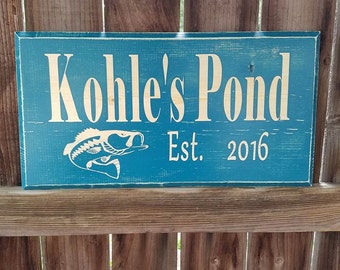 Kohle's Pond
Est. 2016